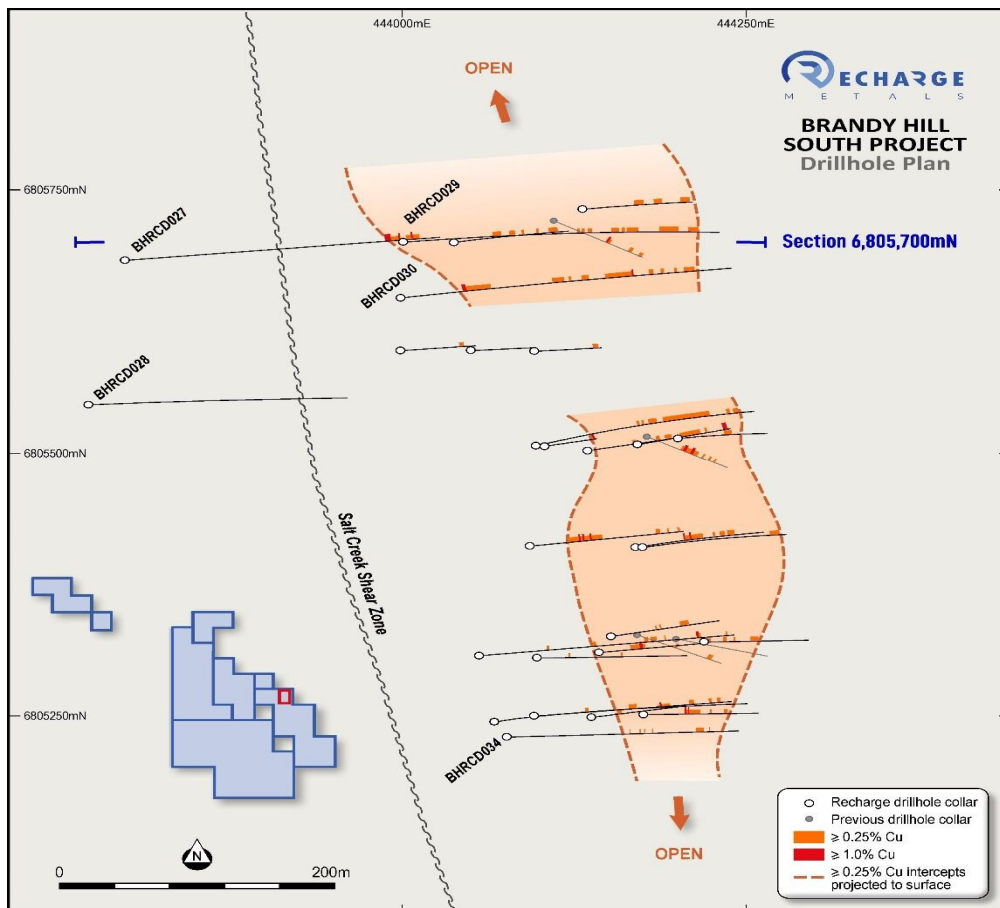 444000mE
444250mE
OPEN
RECHARGE
METALS
BRANDY HILL
SOUTH PROJECT
Drillhole Plan
6805750mN
BHRCD027
BHRCD029
Section 6,805,700mN
BHRCD030
BHRCD028
6805500mN
Salt Creek Shear Zone
6805250mN
BHRCD034
OPEN
N
0
200m
Recharge drillhole collar
Previous drillhole collar
≥ 0.25% Cu
≥ 1.0% Cu
≥ 0.25% Cu intercepts
projected to surface